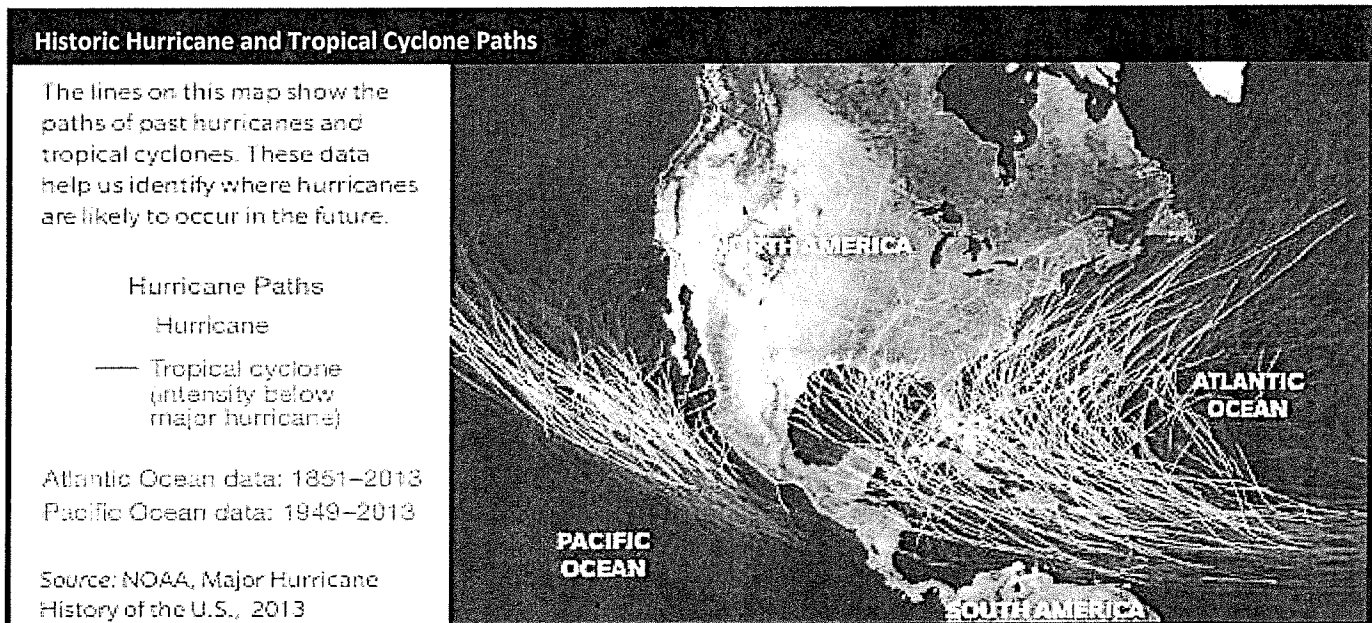 Historic Hurricane and Tropical Cyclone Paths
The lines on this map show the
paths of past hurricanes and
tropical cyclones. These data
help us identify where hurricanes
are likely to occur in the future.
Hurricane Paths
Hurricane
Tropical cyclone
(intensity below
major hurricane)
Atlantic Ocean data: 1851–2013
Pacific Ocean data: 1949–2013
Source: NOAA, Major Hurricane
History of the U.S., 2013
NORTH AMERICA
ATLANTIC
OCEAN
PACIFIC
OCEAN
SOUTH AMERICA